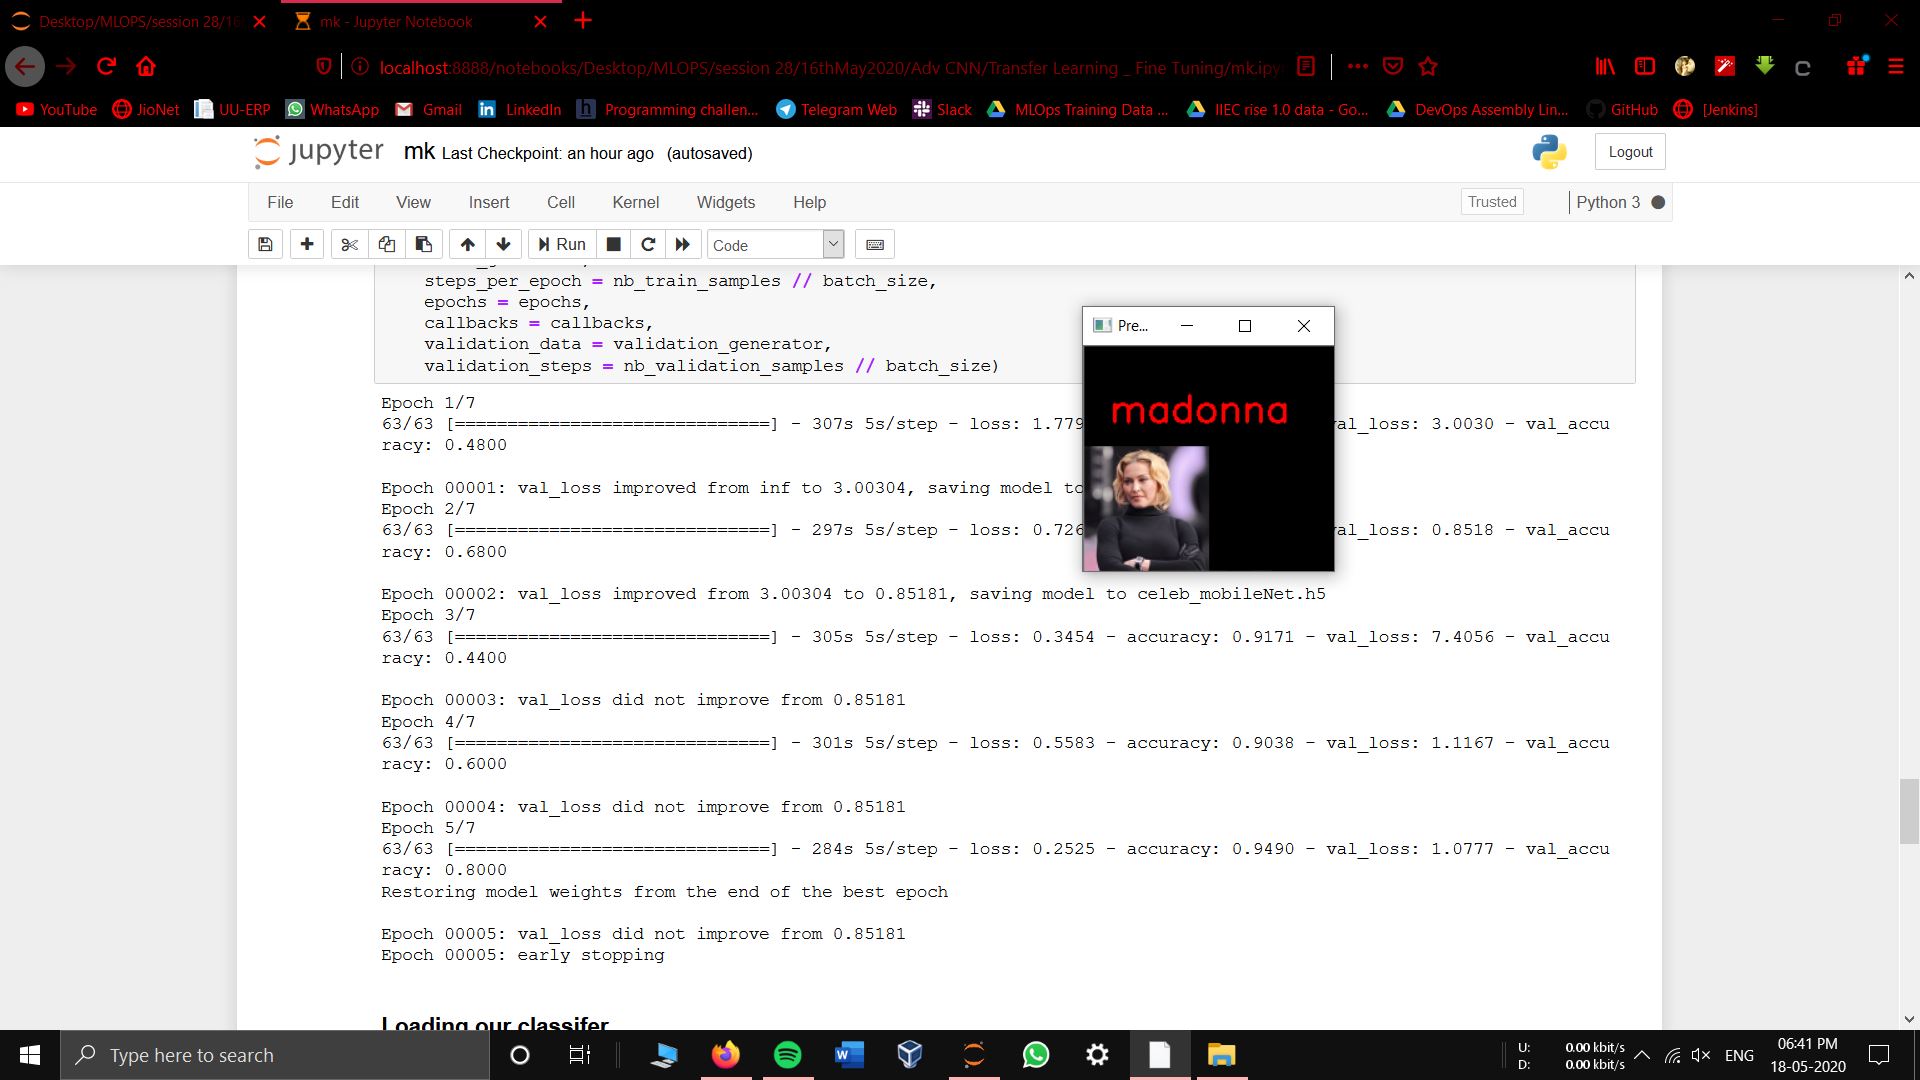 Desktop/MLOPS/session 28/16
mk - Jupyter Notebook
localhost:8888/notebooks/Desktop/MLOPS/session 28/16thMay2020/Adv CNN/Transfer Learning _ Fine Tuning/mk.ipy
YouTube JioNet UU-ERP WhatsApp Gmail LinkedIn Programming challen... Telegram Web Slack MLOps Training Data ... IIEC rise 1.0 data - Go... DevOps Assembly Lin... GitHub [Jenkins]
jupyter mk Last Checkpoint: an hour ago (autosaved) Logout
File Edit View Insert Cell Kernel Widgets Help Trusted Python 3
Run Code
steps_per_epoch = nb_train_samples // batch_size,
epochs = epochs,
callbacks = callbacks,
validation_data = validation_generator,
validation_steps = nb_validation_samples // batch_size)
Pre...
madonna
Epoch 1/7
63/63 [==============================] - 307s 5s/step - loss: 1.779 val_loss: 3.0030 - val_accu
racy: 0.4800
Epoch 00001: val_loss improved from inf to 3.00304, saving model to
Epoch 2/7
63/63 [==============================] - 297s 5s/step - loss: 0.726 val_loss: 0.8518 - val_accu
racy: 0.6800
Epoch 00002: val_loss improved from 3.00304 to 0.85181, saving model to celeb_mobileNet.h5
Epoch 3/7
63/63 [==============================] - 305s 5s/step - loss: 0.3454 - accuracy: 0.9171 - val_loss: 7.4056 - val_accu
racy: 0.4400
Epoch 00003: val_loss did not improve from 0.85181
Epoch 4/7
63/63 [==============================] - 301s 5s/step - loss: 0.5583 - accuracy: 0.9038 - val_loss: 1.1167 - val_accu
racy: 0.6000
Epoch 00004: val_loss did not improve from 0.85181
Epoch 5/7
63/63 [==============================] - 284s 5s/step - loss: 0.2525 - accuracy: 0.9490 - val_loss: 1.0777 - val_accu
racy: 0.8000
Restoring model weights from the end of the best epoch
Epoch 00005: val_loss did not improve from 0.85181
Epoch 00005: early stopping
Loading our classifer
Type here to search
U: 0.00 kbit/s
D: 0.00 kbit/s
ENG
06:41 PM
18-05-2020